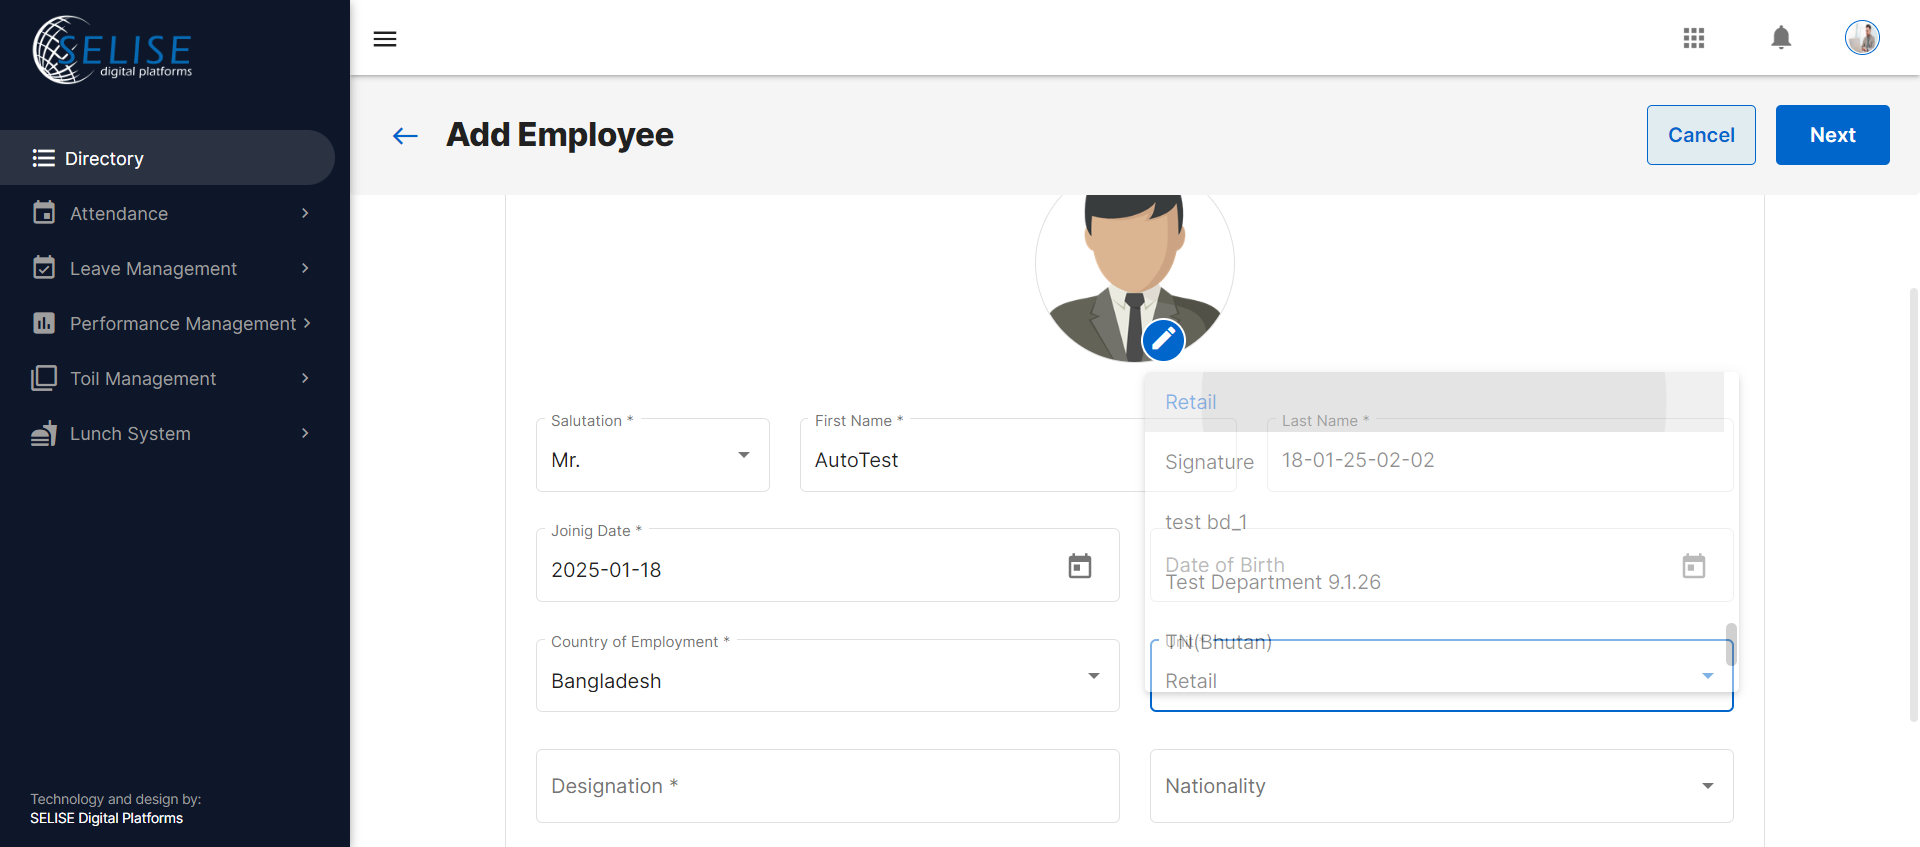 SELISE
digital platforms
Directory
Attendance
Leave Management
Performance Management
Toil Management
Lunch System
Technology and design by:
SELISE Digital Platforms
Add Employee
Cancel
Next
Salutation *
Mr.
First Name *
AutoTest
Last Name *
18-01-25-02-02
Joinig Date *
2025-01-18
Date of Birth
Country of Employment *
Bangladesh
Unit *
Retail
Retail
Signature
test bd_1
Test Department 9.1.26
TN(Bhutan)
Designation *
Nationality